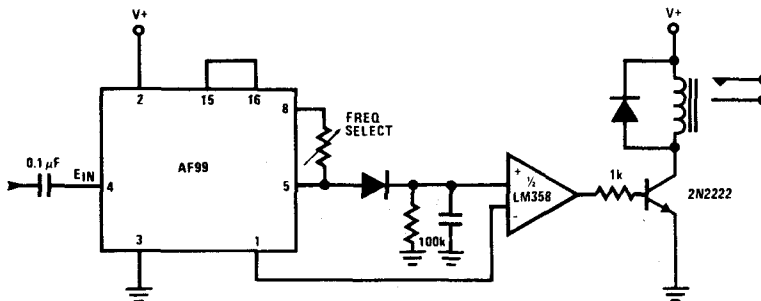 V+
V+
2
15
16
8
FREQ
SELECT
0.1 µF
EIN
4
AF99
5
+
½
LM358
-
1k
2N2222
100k
3
1